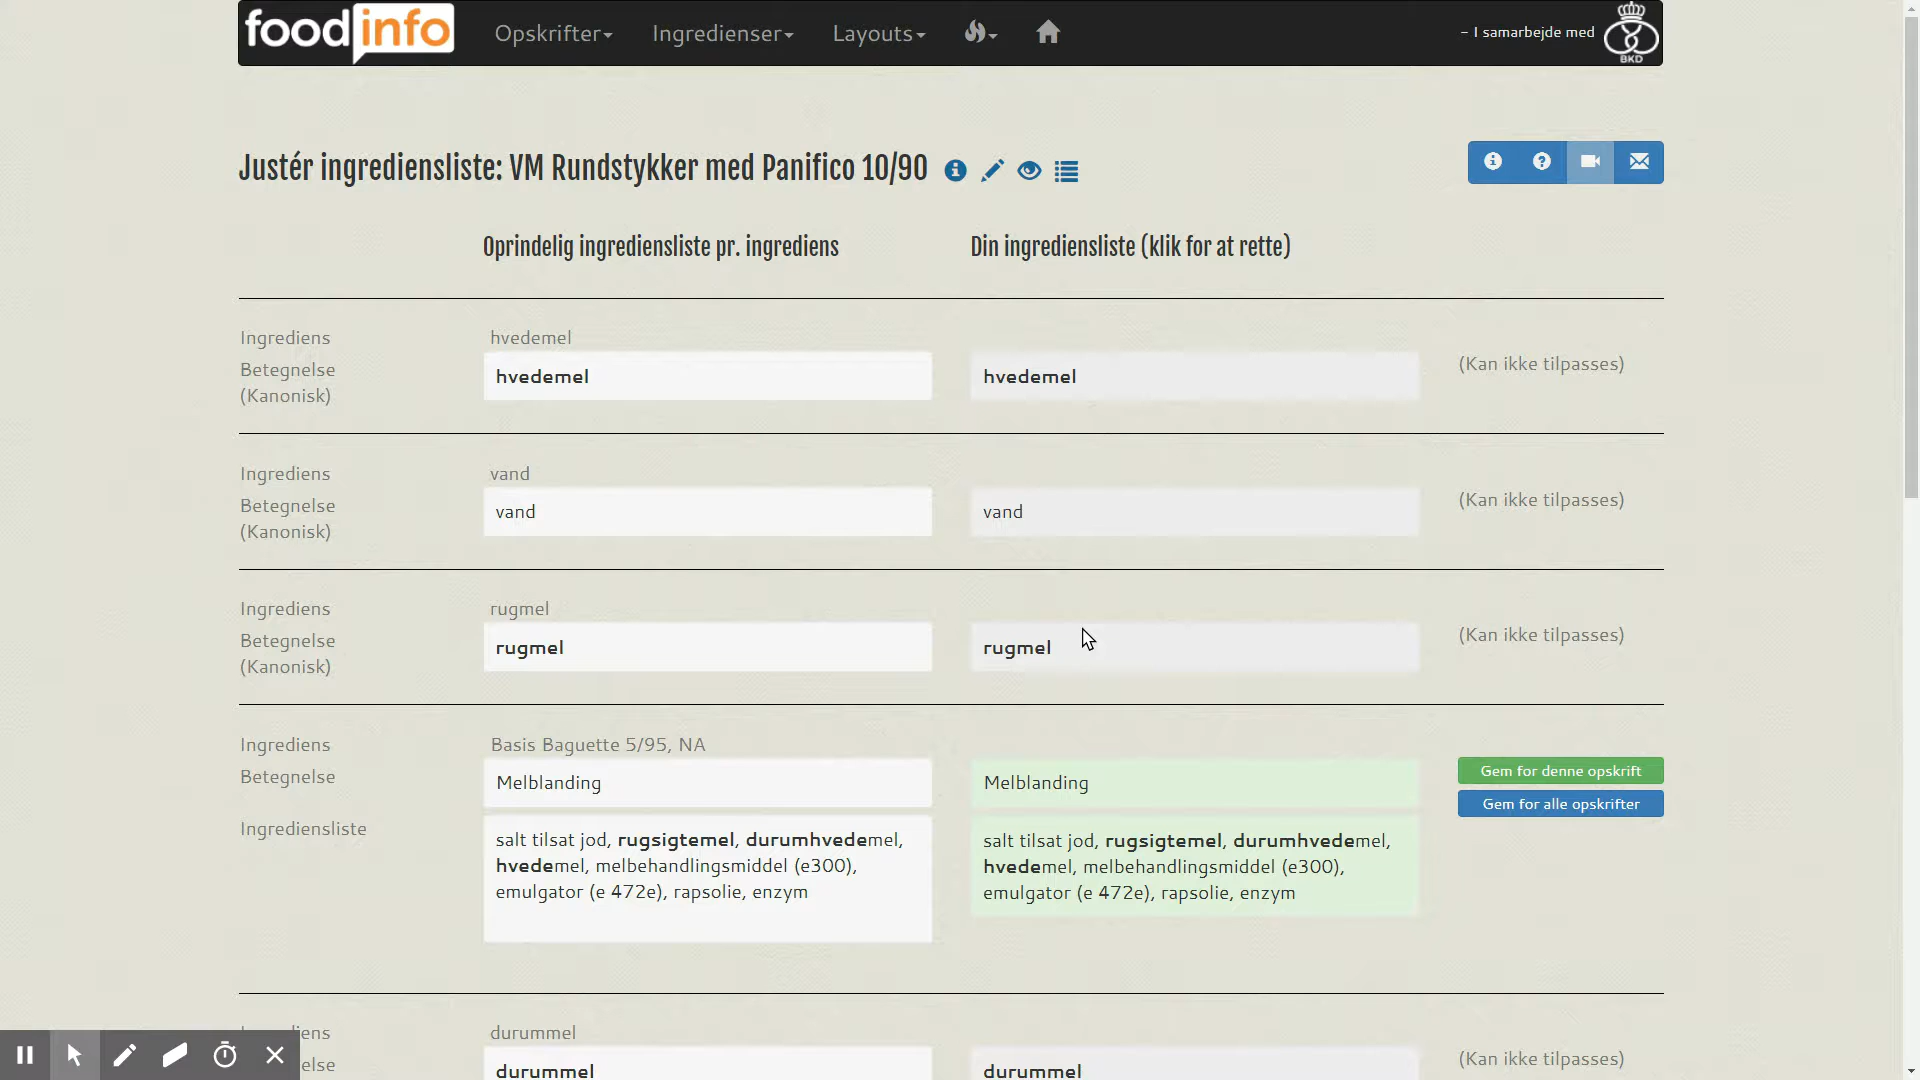 foodinfo
Opskrifter
Ingredienser
Layouts
– I samarbejde med
BKD
Justér ingrediensliste: VM Rundstykker med Panifico 10/90
Oprindelig ingrediensliste pr. ingrediens
Din ingrediensliste (klik for at rette)
Ingrediens
hvedemel
Betegnelse
(Kanonisk)
hvedemel
hvedemel
(Kan ikke tilpasses)
Ingrediens
vand
Betegnelse
(Kanonisk)
vand
vand
(Kan ikke tilpasses)
Ingrediens
rugmel
Betegnelse
(Kanonisk)
rugmel
rugmel
(Kan ikke tilpasses)
Ingrediens
Basis Baguette 5/95, NA
Betegnelse
Melblanding
Melblanding
Gem for denne opskrift
Gem for alle opskrifter
Ingrediensliste
salt tilsat jod, rugsigtemel, durumhvedemel,
hvedemel, melbehandlingsmiddel (e300),
emulgator (e 472e), rapsolie, enzym
salt tilsat jod, rugsigtemel, durumhvedemel,
hvedemel, melbehandlingsmiddel (e300),
emulgator (e 472e), rapsolie, enzym
durummel
durummel
durummel
(Kan ikke tilpasses)